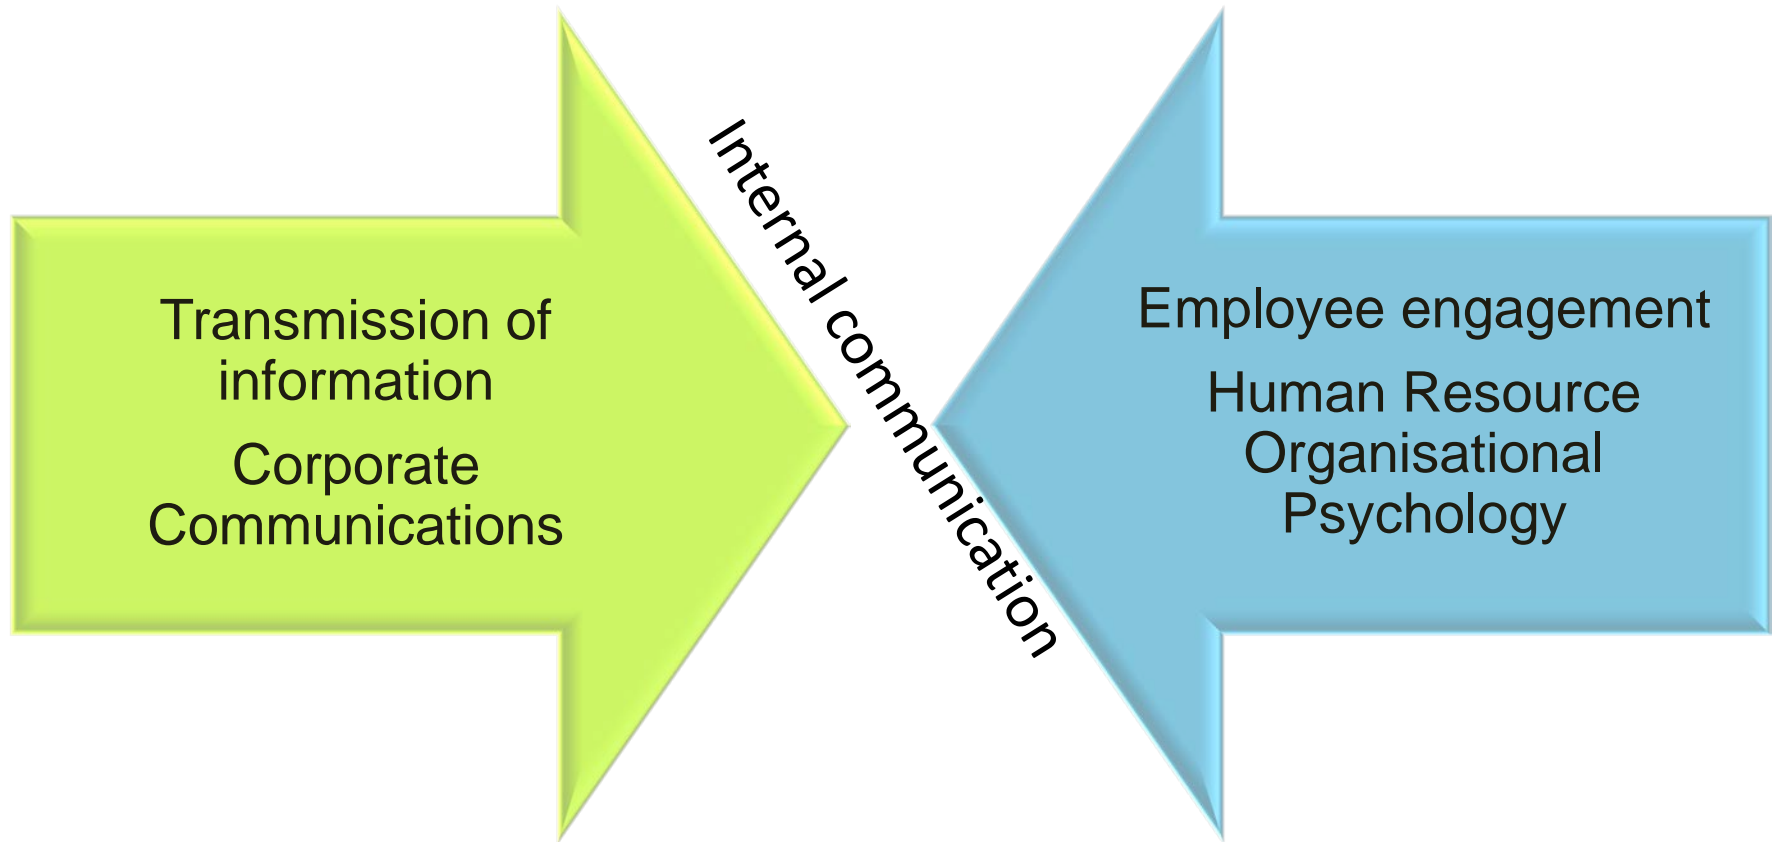 Transmission of
information
Corporate
Communications
Internal communication
Employee engagement
Human Resource
Organisational
Psychology